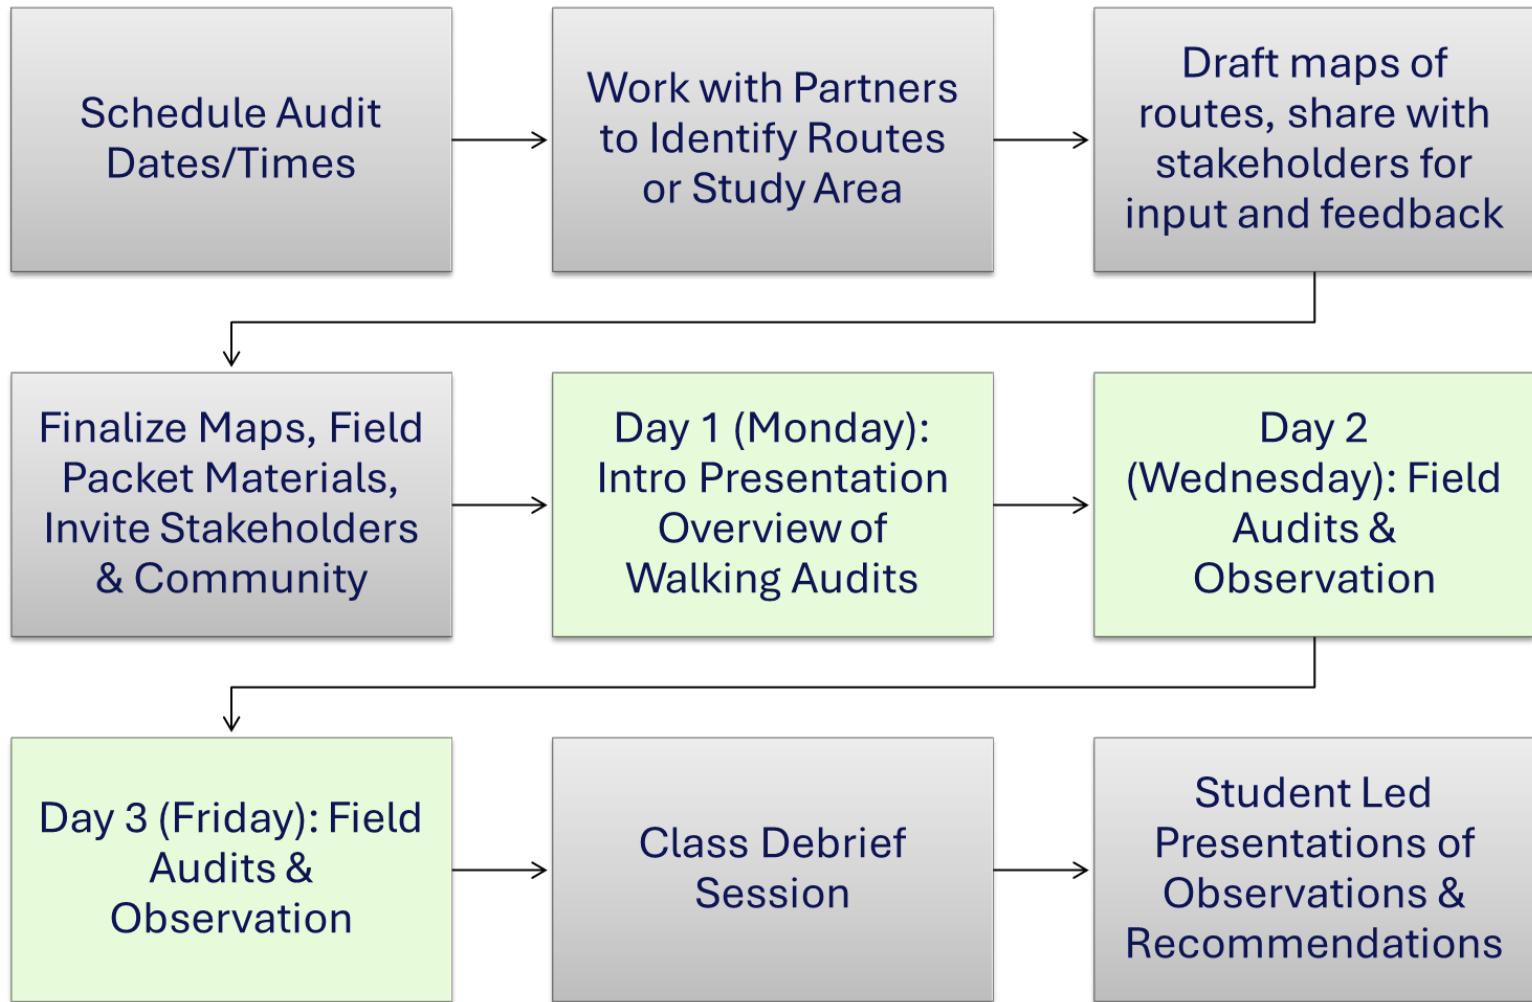 Schedule Audit
Dates/Times
Work with Partners
to Identify Routes
or Study Area
Draft maps of
routes, share with
stakeholders for
input and feedback
Finalize Maps, Field
Packet Materials,
Invite Stakeholders
& Community
Day 1 (Monday):
Intro Presentation
Overview of
Walking Audits
Day 2
(Wednesday): Field
Audits &
Observation
Day 3 (Friday): Field
Audits &
Observation
Class Debrief
Session
Student Led
Presentations of
Observations &
Recommendations